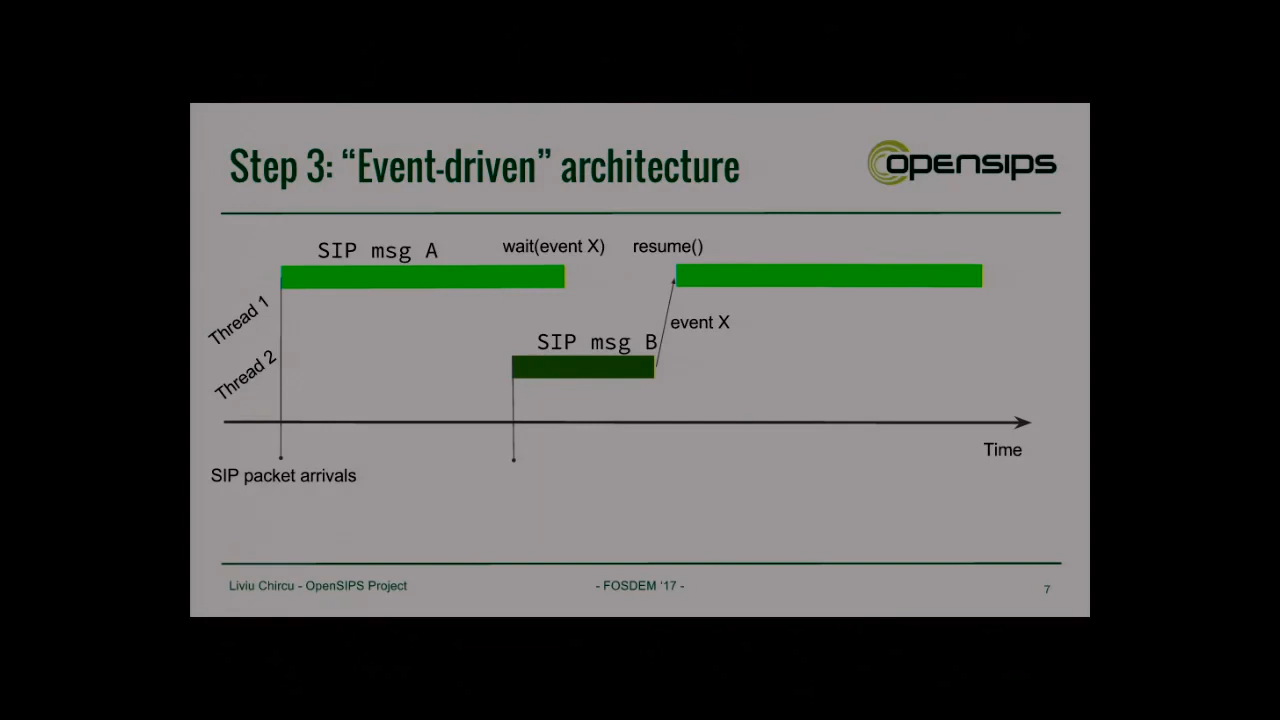 Step 3: “Event-driven” architecture
opensips
SIP msg A
wait(event X)
resume()
Thread 1
event X
SIP msg B
Thread 2
Time
SIP packet arrivals
Liviu Chircu - OpenSIPS Project
- FOSDEM ‘17 -
7